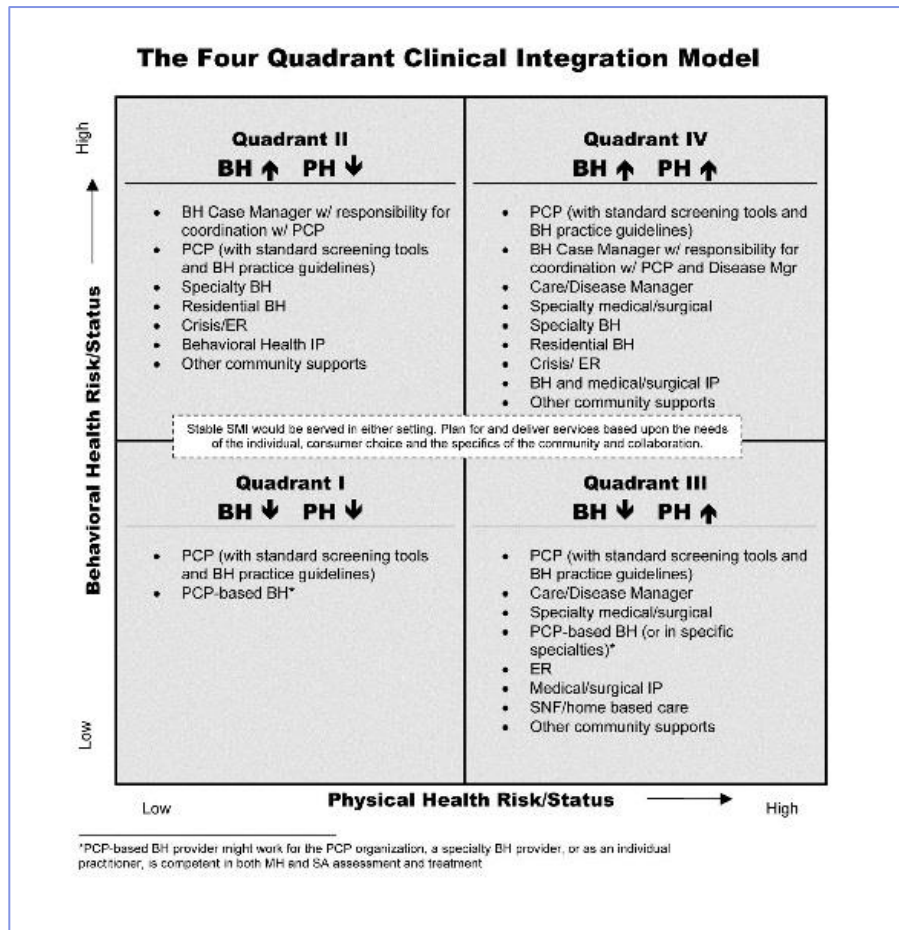 The Four Quadrant Clinical Integration Model
High
Behavioral Health Risk/Status
Low
Quadrant II
BH ↑ PH ↓
• BH Case Manager w/ responsibility for
coordination w/ PCP
• PCP (with standard screening tools
and BH practice guidelines)
• Specialty BH
• Residential BH
• Crisis/ER
• Behavioral Health IP
• Other community supports
Quadrant IV
BH ↑ PH ↑
• PCP (with standard screening tools and
BH practice guidelines)
• BH Case Manager w/ responsibility for
coordination w/ PCP and Disease Mgr
• Care/Disease Manager
• Specialty medical/surgical
• Specialty BH
• Residential BH
• Crisis/ ER
• BH and medical/surgical IP
• Other community supports
Stable SMI would be served in either setting. Plan for and deliver services based upon the needs
of the individual, consumer choice and the specifics of the community and collaboration.
Quadrant I
BH ↓ PH ↓
• PCP (with standard screening tools
and BH practice guidelines)
• PCP-based BH*
Quadrant III
BH ↓ PH ↑
• PCP (with standard screening tools and
BH practice guidelines)
• Care/Disease Manager
• Specialty medical/surgical
• PCP-based BH (or in specific
specialties)*
• ER
• Medical/surgical IP
• SNF/home based care
• Other community supports
Low
Physical Health Risk/Status
High
*PCP-based BH provider might work for the PCP organization, a specialty BH provider, or as an individual
practitioner, is competent in both MH and SA assessment and treatment